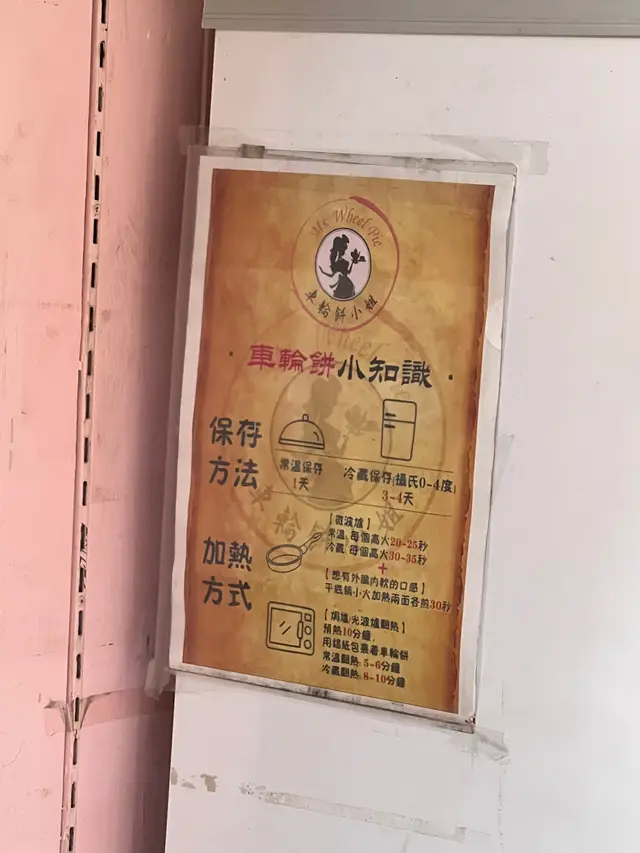 Ms Wheel Pie
車輪餅小姐
·車輪餅小知識·
保存
方法
常溫保存
1天
冷藏保存(攝氏0~4度)
3~4天
加熱
方式
【微波爐】
常溫 每個高火20~25秒
冷藏 每個高火30~35秒
+
【想有外脆內軟的口感】
平底鍋小火加熱兩面各煎30秒
【焗爐/光波爐翻熱】
預熱10分鐘,
用錫紙包裹着車輪餅
常溫翻熱: 5~6分鐘
冷藏翻熱: 8~10分鐘